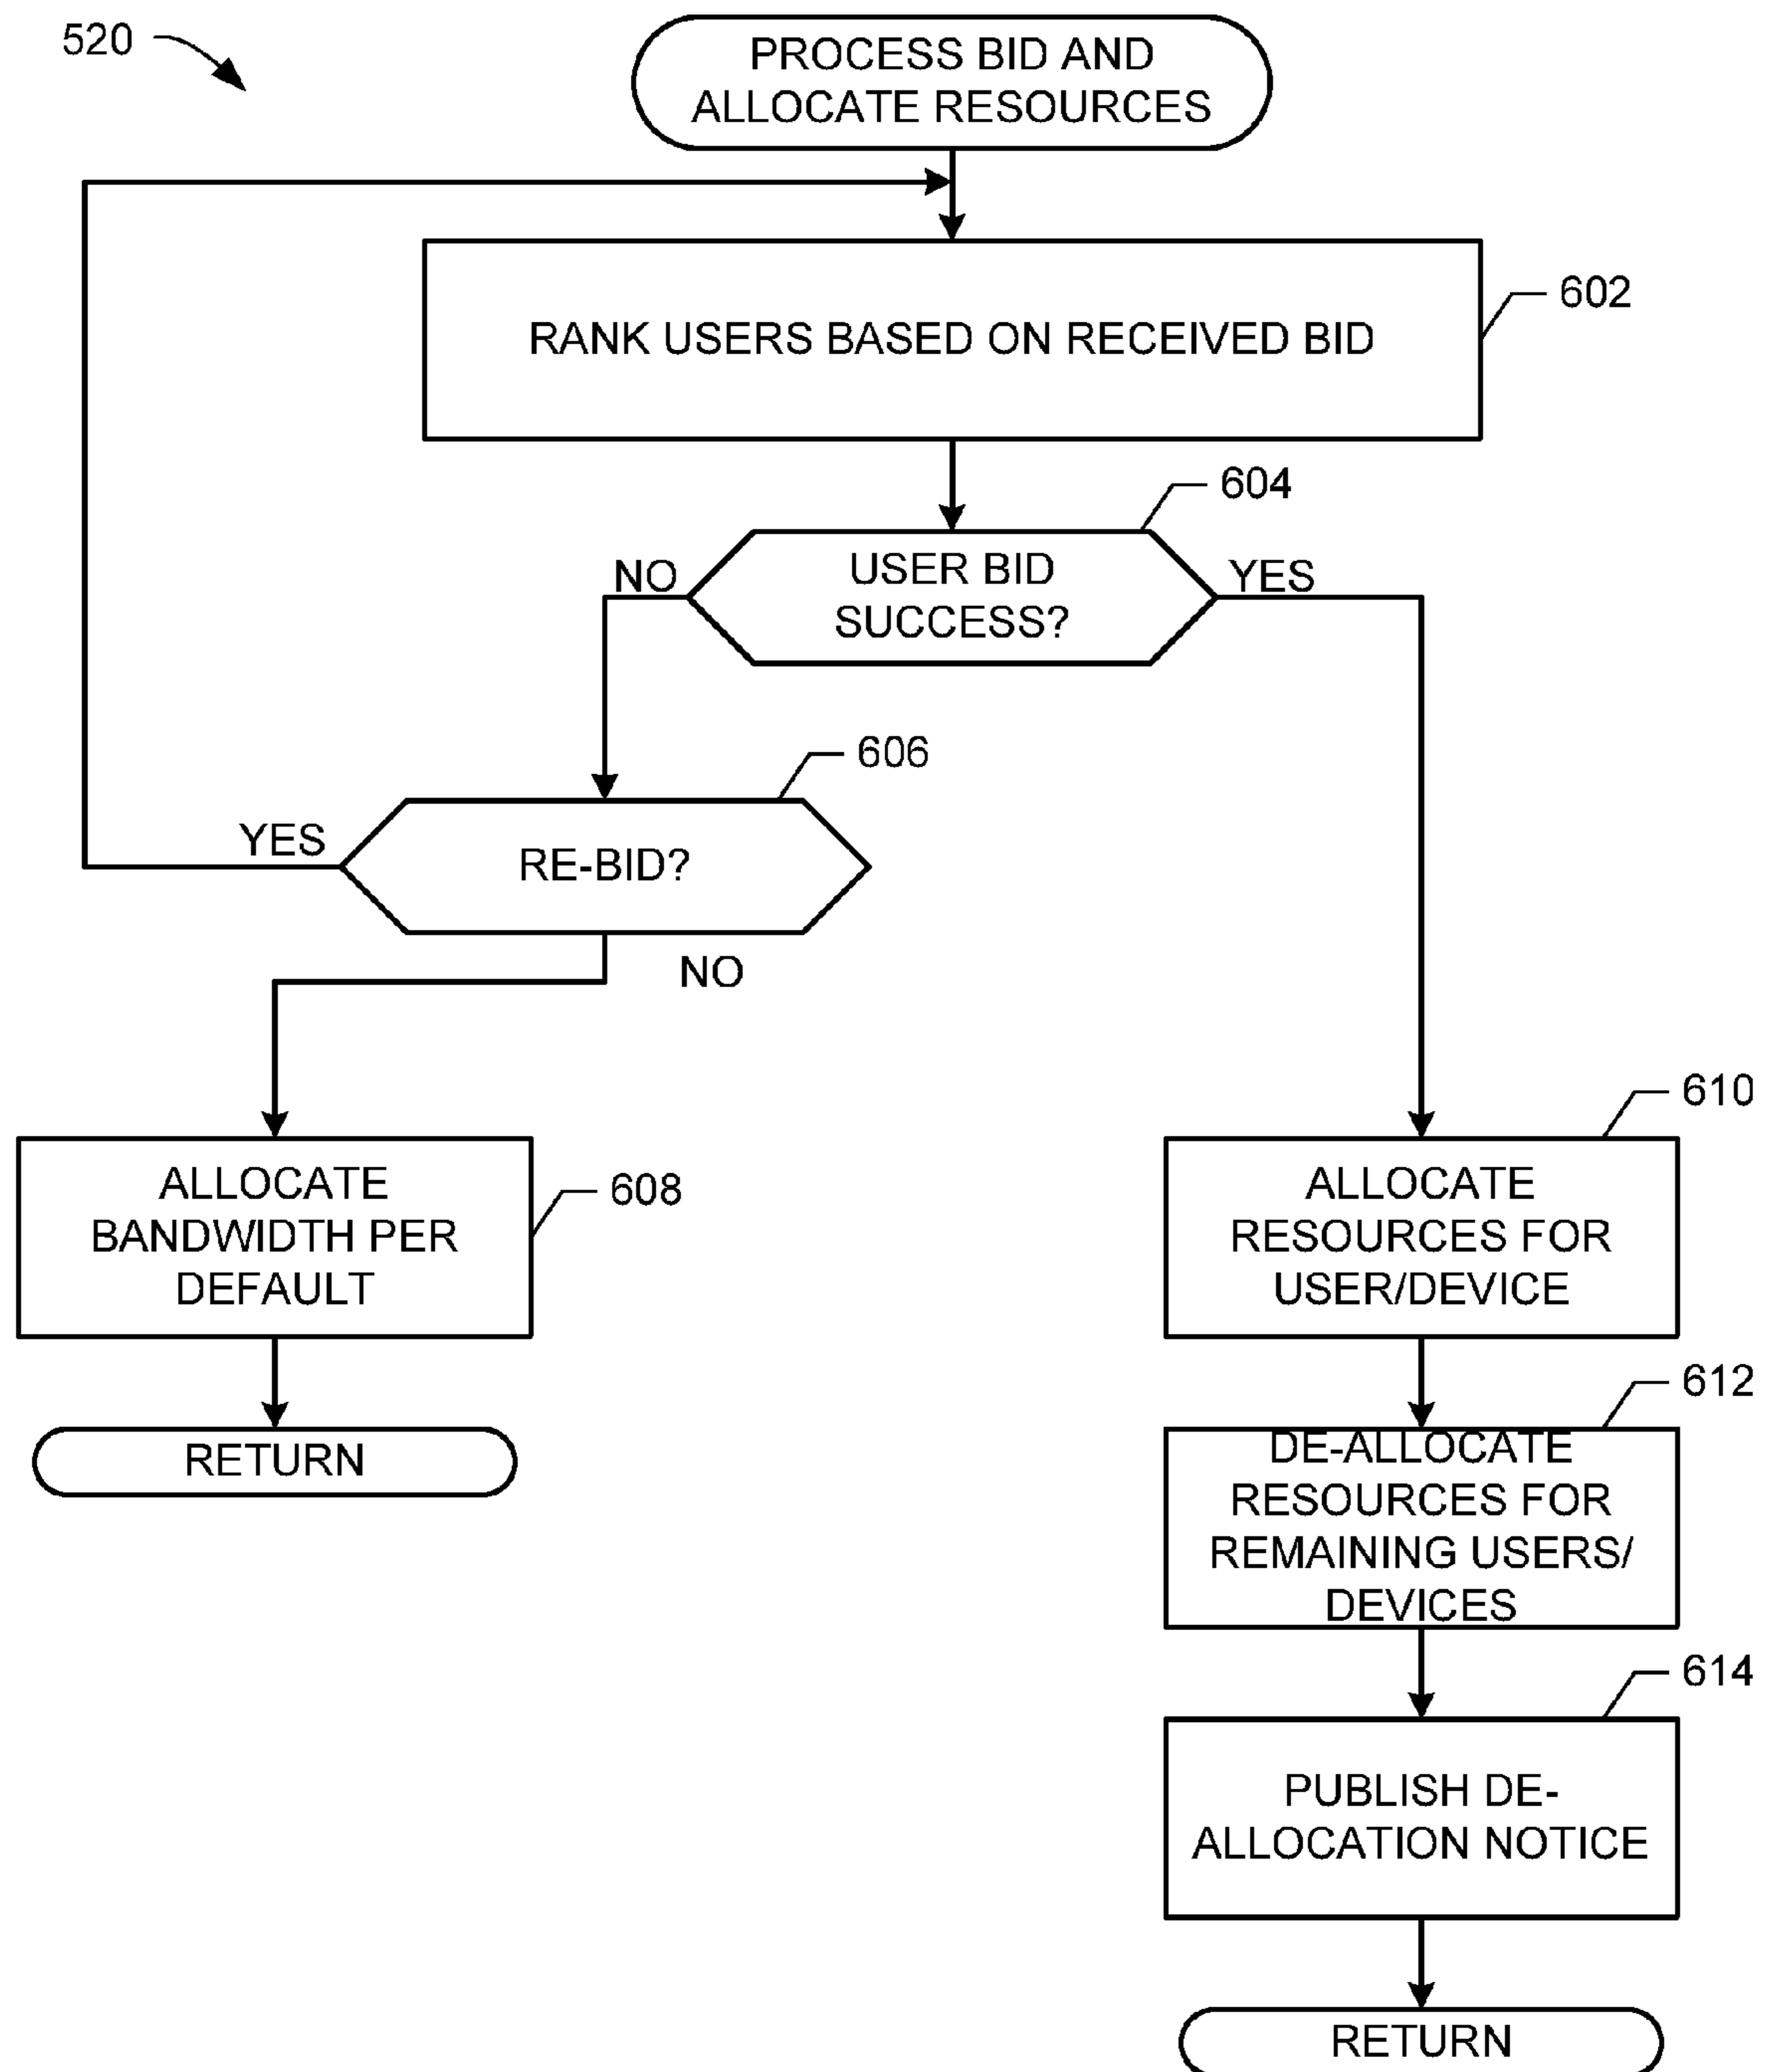 520
PROCESS BID AND
ALLOCATE RESOURCES
RANK USERS BASED ON RECEIVED BID
602
604
NO
USER BID
SUCCESS?
YES
606
YES
RE-BID?
NO
610
ALLOCATE
BANDWIDTH PER
DEFAULT
608
ALLOCATE
RESOURCES FOR
USER/DEVICE
612
RETURN
DE-ALLOCATE
RESOURCES FOR
REMAINING USERS/
DEVICES
614
PUBLISH DE-
ALLOCATION NOTICE
RETURN